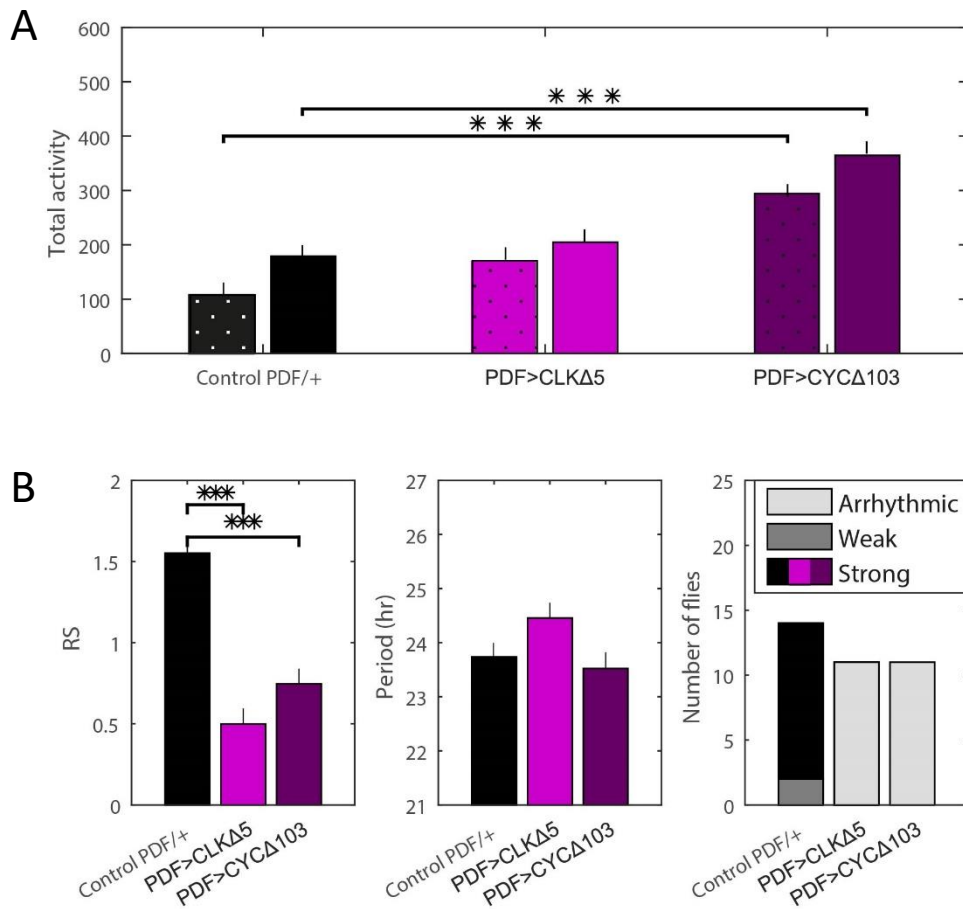 A
600
500
400
300
200
100
0
Total activity
✳ ✳ ✳
✳ ✳ ✳
Control PDF/+
PDF>CLKΔ5
PDF>CYCΔ103
B
2
1.5
1
0.5
0
RS
✳✳✳
✳✳✳
Control PDF/+
PDF>CLKΔ5
PDF>CYCΔ103
27
26
25
24
23
22
21
Period (hr)
Control PDF/+
PDF>CLKΔ5
PDF>CYCΔ103
25
20
15
10
5
0
Number of flies
Arrhythmic
Weak
Strong
Control PDF/+
PDF>CLKΔ5
PDF>CYCΔ103